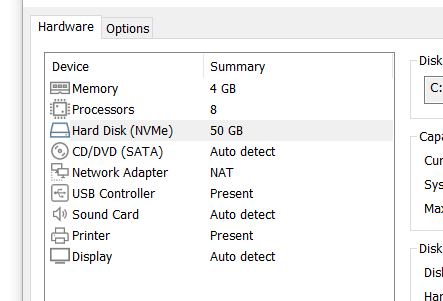 Hardware Options
Device Summary
Memory 4 GB
Processors 8
Hard Disk (NVMe) 50 GB
CD/DVD (SATA) Auto detect
Network Adapter NAT
USB Controller Present
Sound Card Auto detect
Printer Present
Display Auto detect
Disk
C:
Capa
Cur
Sys
Max
Disk
Disk
Har